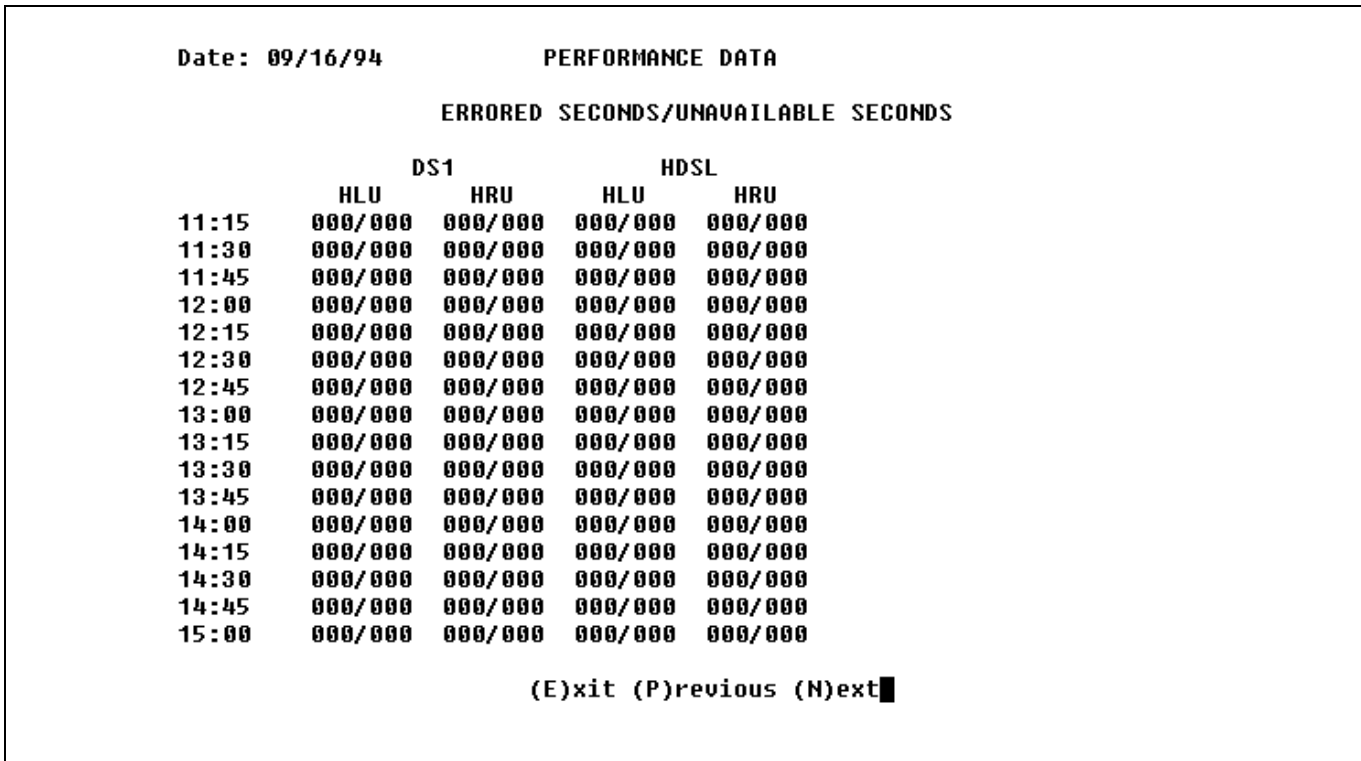 Date: 09/16/94 PERFORMANCE DATA
ERRORED SECONDS/UNAVAILABLE SECONDS
DS1 HDSL
HLU HRU HLU HRU
11:15 000/000 000/000 000/000 000/000
11:30 000/000 000/000 000/000 000/000
11:45 000/000 000/000 000/000 000/000
12:00 000/000 000/000 000/000 000/000
12:15 000/000 000/000 000/000 000/000
12:30 000/000 000/000 000/000 000/000
12:45 000/000 000/000 000/000 000/000
13:00 000/000 000/000 000/000 000/000
13:15 000/000 000/000 000/000 000/000
13:30 000/000 000/000 000/000 000/000
13:45 000/000 000/000 000/000 000/000
14:00 000/000 000/000 000/000 000/000
14:15 000/000 000/000 000/000 000/000
14:30 000/000 000/000 000/000 000/000
14:45 000/000 000/000 000/000 000/000
15:00 000/000 000/000 000/000 000/000
(E)xit (P)revious (N)ext